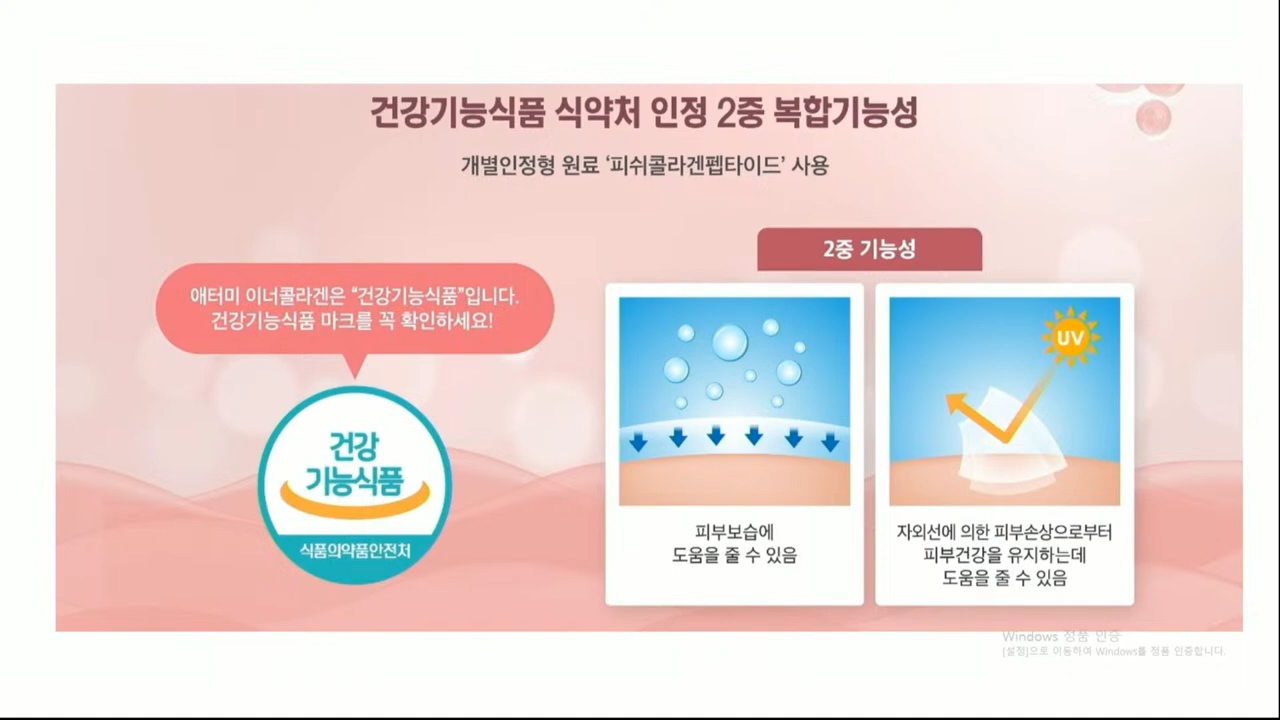 건강기능식품 식약처 인정 2중 복합기능성
개별인정형 원료 ‘피쉬콜라겐펩타이드’ 사용
2중 기능성
애터미 이너콜라겐은 “건강기능식품”입니다.
건강기능식품 마크를 꼭 확인하세요!
건강
기능식품
식품의약품안전처
UV
피부보습에
도움을 줄 수 있음
자외선에 의한 피부손상으로부터
피부건강을 유지하는데
도움을 줄 수 있음
Windows 정품 인증
[설정]으로 이동하여 Windows를 정품 인증합니다.